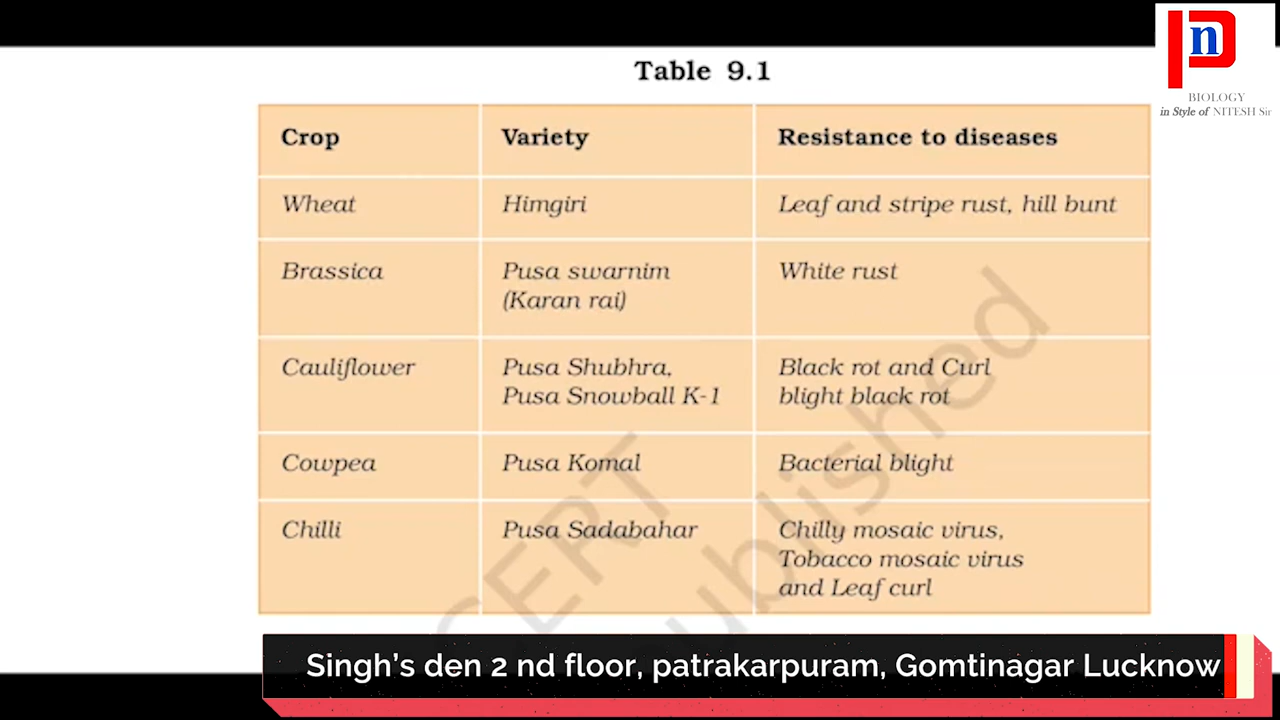 Table 9.1
n
BIOLOGY
in Style of NITESH Sir
Crop Variety Resistance to diseases
Wheat Himgiri Leaf and stripe rust, hill bunt
Brassica Pusa swarnim White rust
(Karan rai)
Cauliflower Pusa Shubhra, Black rot and Curl
Pusa Snowball K-1 blight black rot
Cowpea Pusa Komal Bacterial blight
Chilli Pusa Sadabahar Chilly mosaic virus,
Tobacco mosaic virus
and Leaf curl
CERT
ublished
Singh's den 2 nd floor, patrakarpuram, Gomtinagar Lucknow